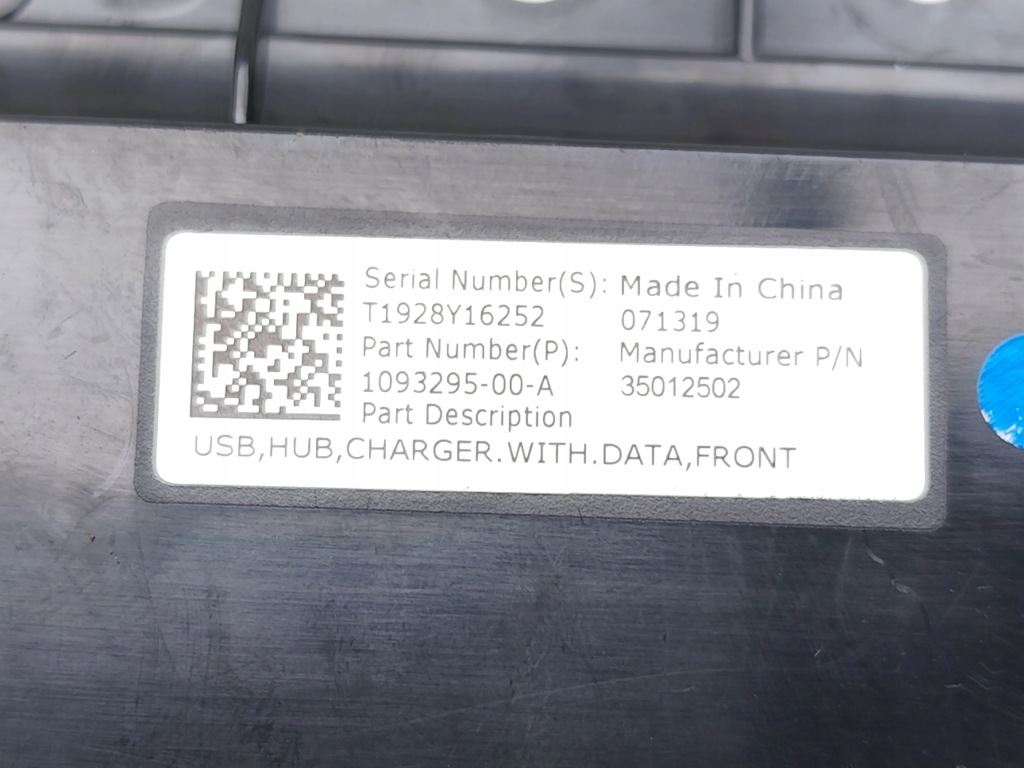 Serial Number(S): Made In China
T1928Y16252 071319
Part Number(P): Manufacturer P/N
1093295-00-A 35012502
Part Description
USB,HUB,CHARGER.WITH.DATA,FRONT